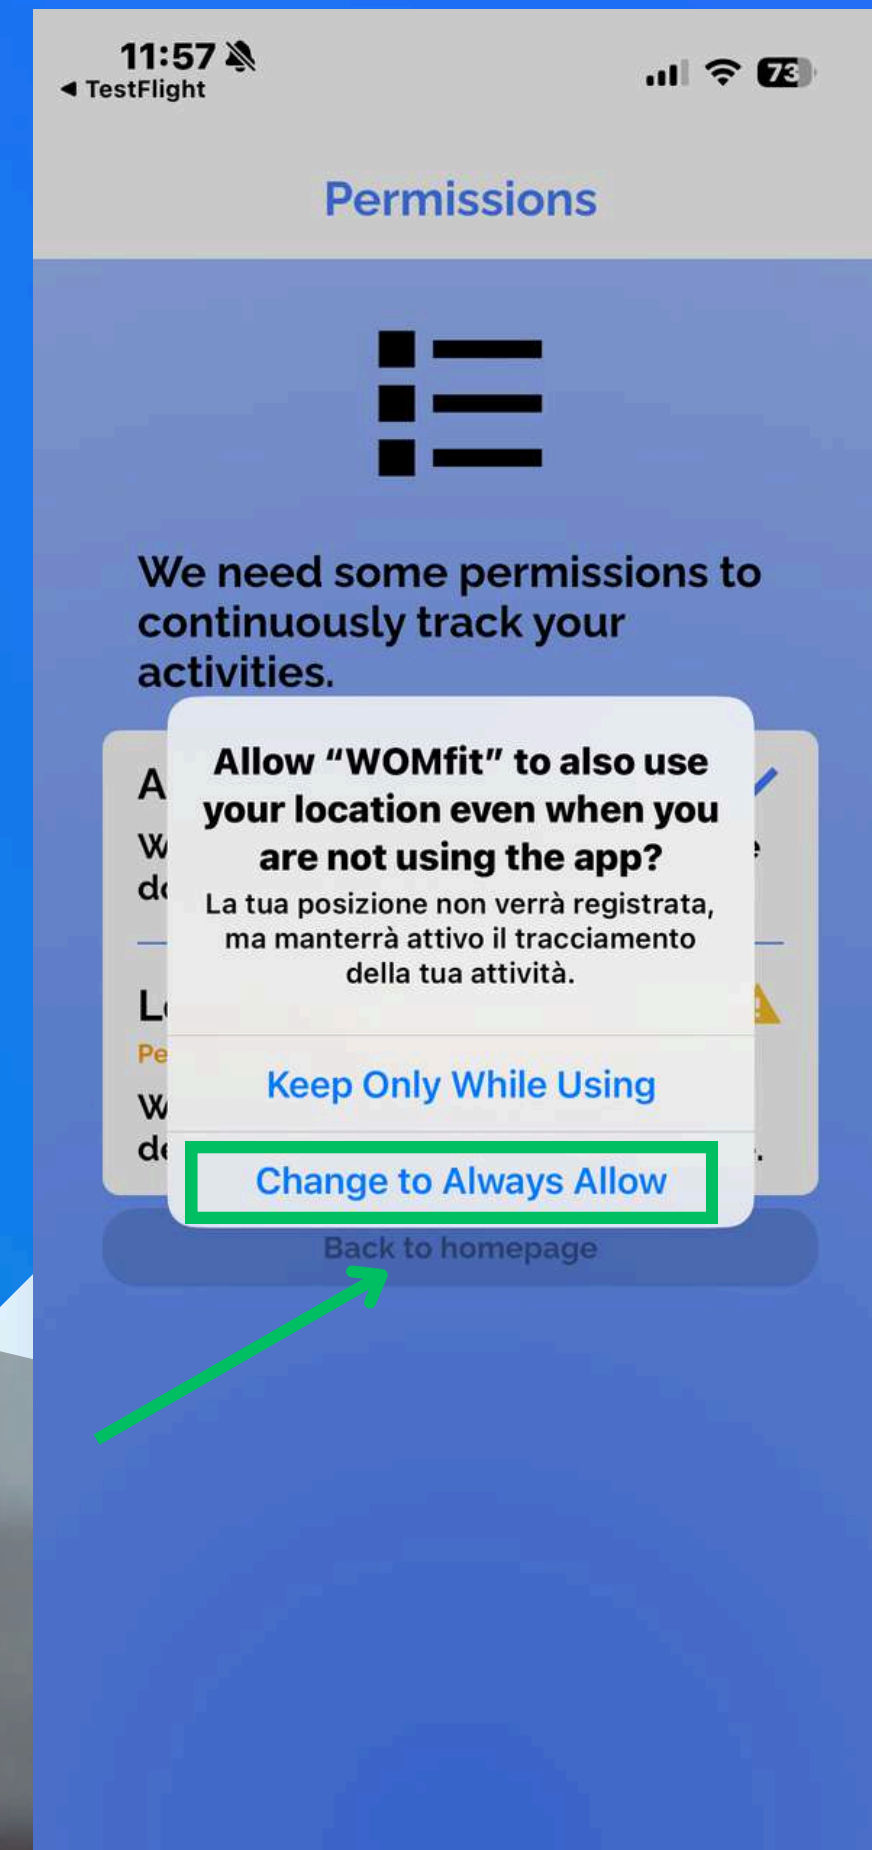 11:57
TestFlight
73
Permissions
We need some permissions to
continuously track your
activities.
Allow “WOMfit” to also use
your location even when you
are not using the app?
La tua posizione non verrà registrata,
ma manterrà attivo il tracciamento
della tua attività.
Keep Only While Using
Change to Always Allow
Back to homepage